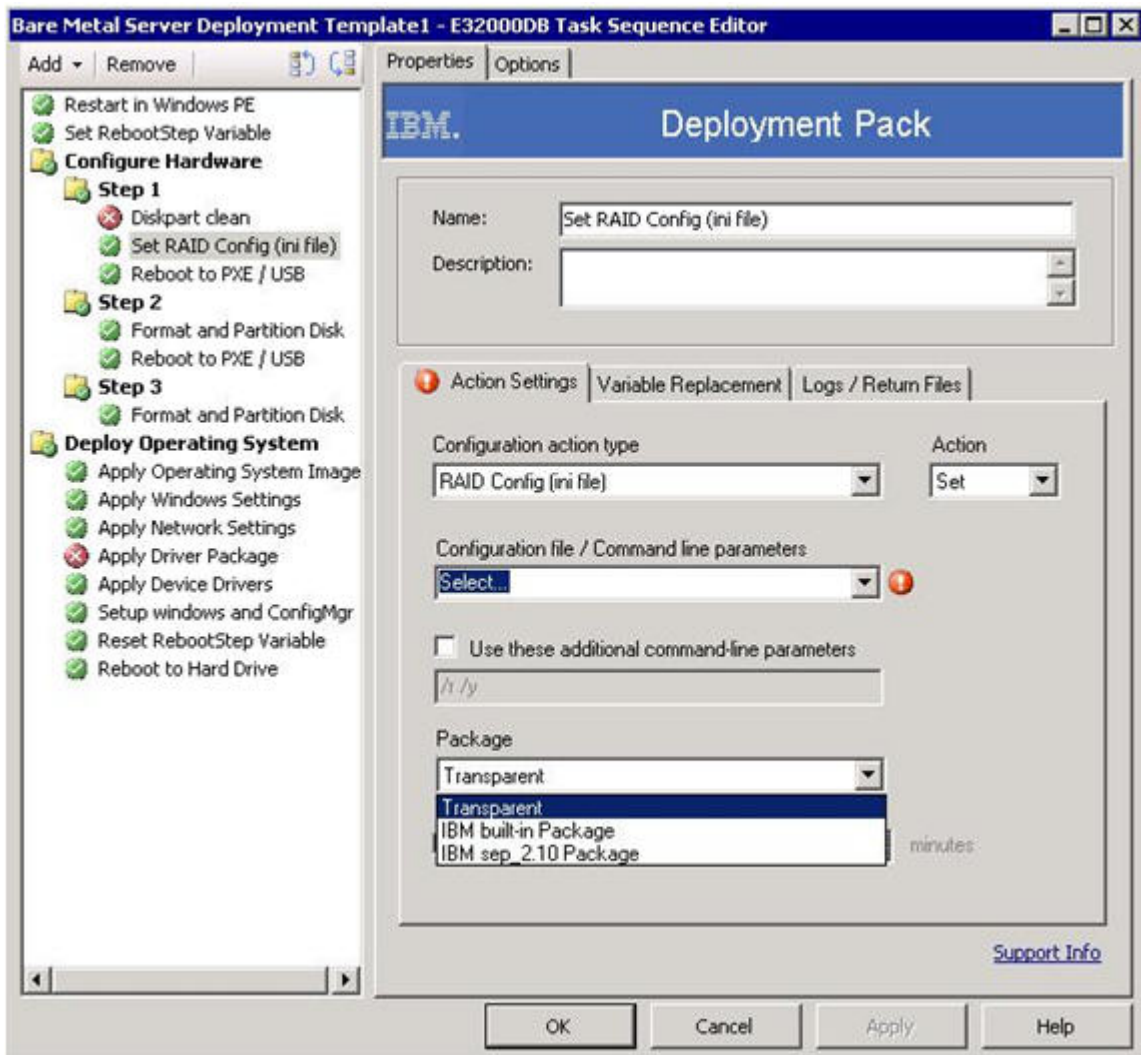 Bare Metal Server Deployment Template1 - E32000DB Task Sequence Editor
Add
Remove
Restart in Windows PE
Set RebootStep Variable
Configure Hardware
Step 1
Diskpart clean
Set RAID Config (ini file)
Reboot to PXE / USB
Step 2
Format and Partition Disk
Reboot to PXE / USB
Step 3
Format and Partition Disk
Deploy Operating System
Apply Operating System Image
Apply Windows Settings
Apply Network Settings
Apply Driver Package
Apply Device Drivers
Setup windows and ConfigMgr
Reset RebootStep Variable
Reboot to Hard Drive
Properties
Options
IBM.
Deployment Pack
Name:
Set RAID Config (ini file)
Description:
Action Settings
Variable Replacement
Logs / Return Files
Configuration action type
Action
RAID Config (ini file)
Set
Configuration file / Command line parameters
Select...
Use these additional command-line parameters
/r /y
Package
Transparent
Transparent
IBM built-in Package
IBM sep_2.10 Package
minutes
Support Info
OK
Cancel
Apply
Help